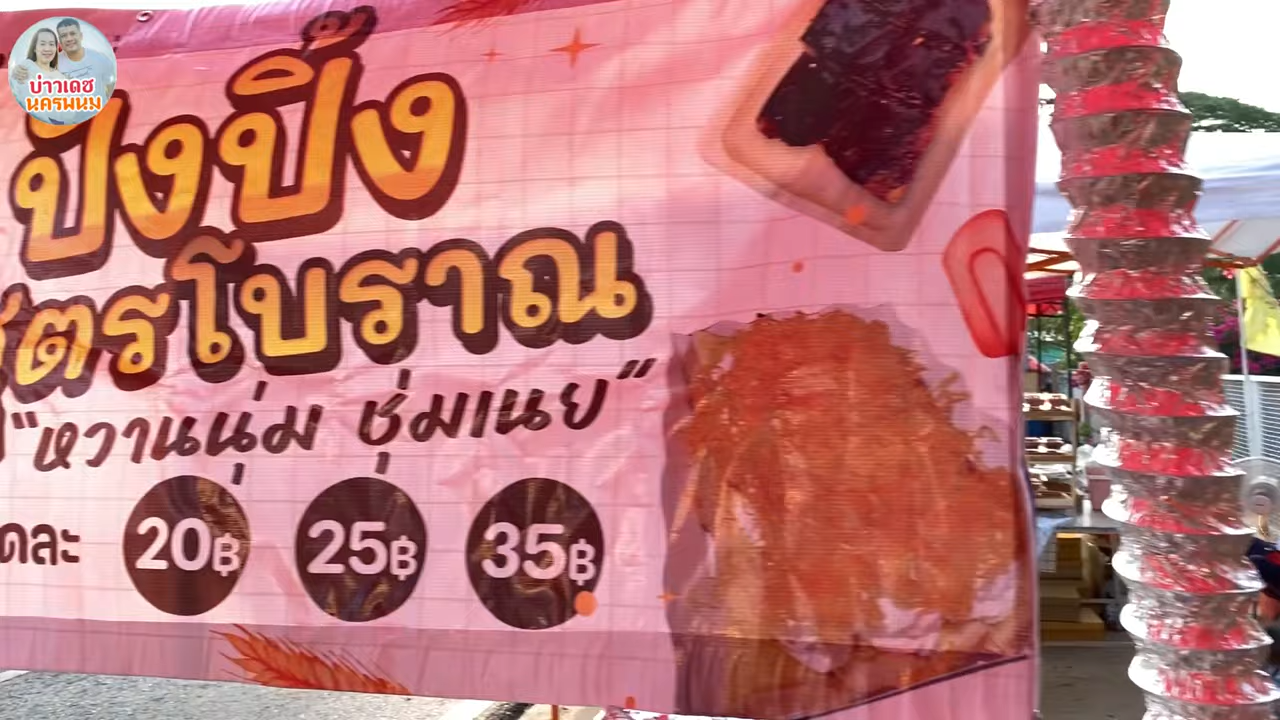 บ่าวเดช
นครพนม
ปังปิ้ง
สูตรโบราณ
"หวานนุ่ม ชุ่มเนย"
20฿ 25฿ 35฿